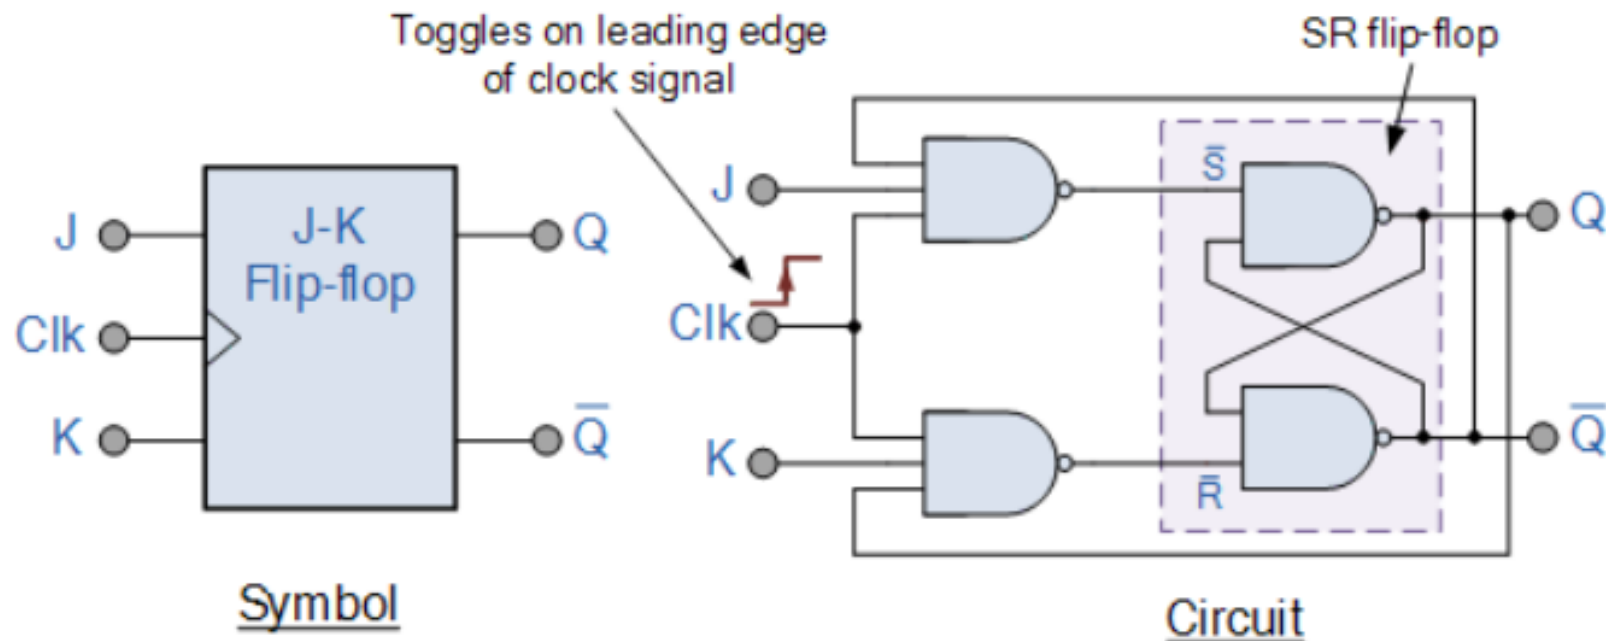 Toggles on leading edge
of clock signal
SR flip-flop
J
J-K
Flip-flop
Q
Clk
K
Q̅
Symbol
J
S̅
Q
Clk
K
R̅
Q̅
Circuit